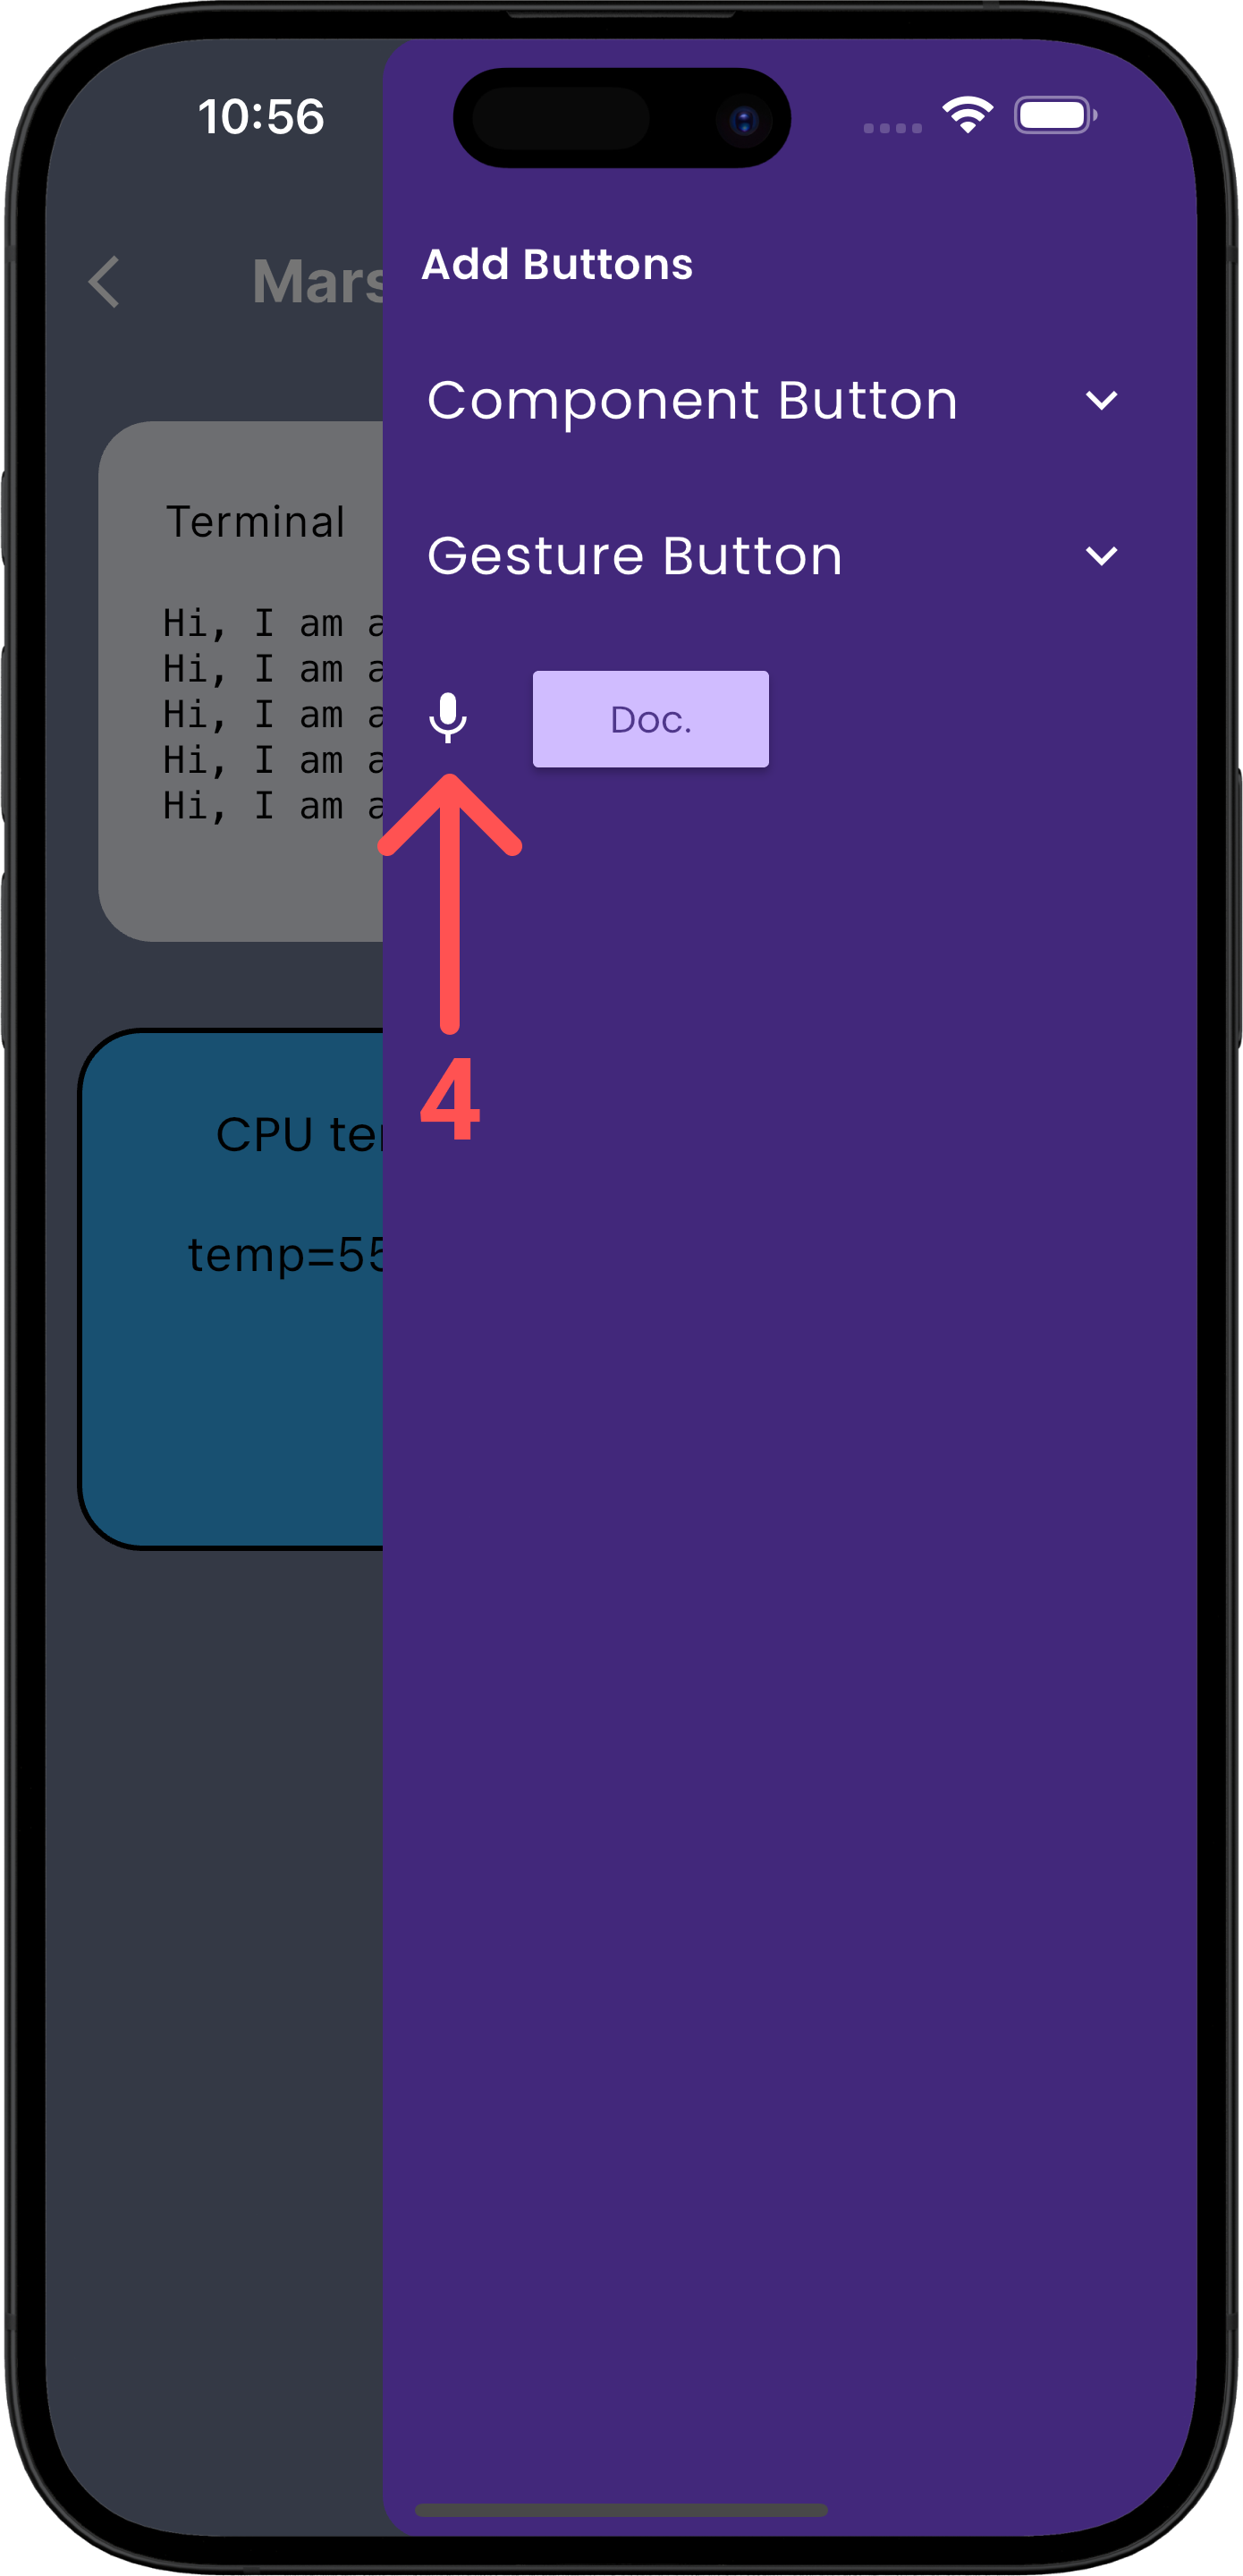 10:56
Add Buttons
Mars
Component Button
Terminal
Gesture Button
Hi, I am a
Hi, I am a
Hi, I am a
Hi, I am a
Hi, I am a
Doc.
4
CPU te
temp=55